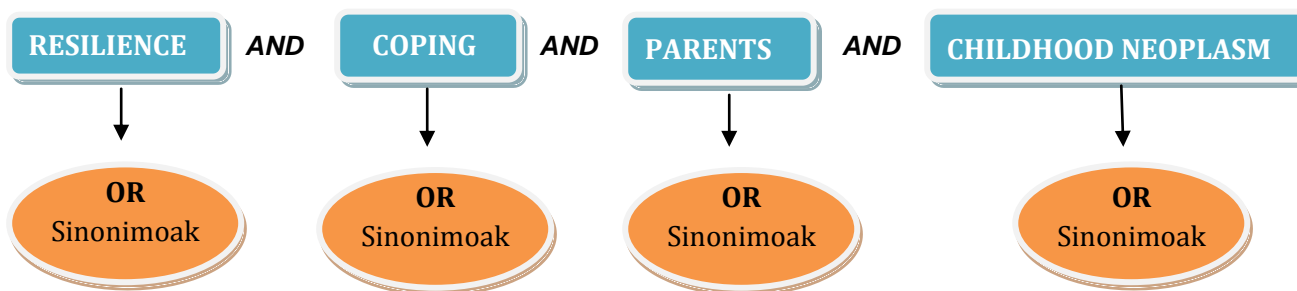 RESILIENCE AND COPING AND PARENTS AND CHILDHOOD NEOPLASM
OR OR OR OR
Sinonimoak Sinonimoak Sinonimoak Sinonimoak